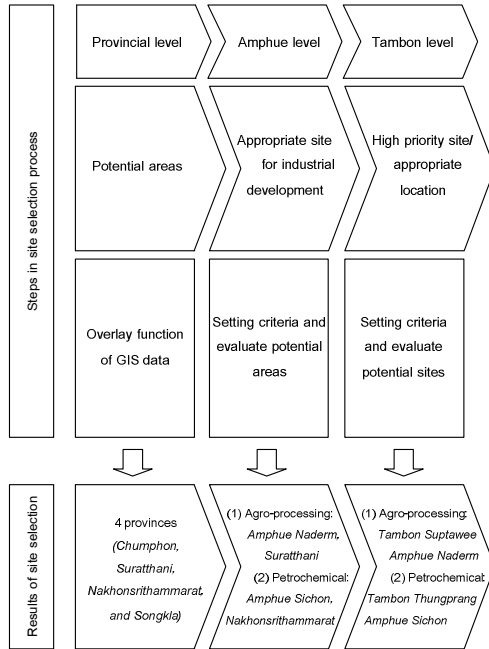 Steps in site selection process
Provincial level
Amphue level
Tambon level
Potential areas
Appropriate site
for industrial
development
High priority site/
appropriate
location
Overlay function
of GIS data
Setting criteria and
evaluate potential
areas
Setting criteria
and evaluate
potential sites
Results of site selection
4 provinces
(Chumphon,
Suratthani,
Nakhonsrithammarat,
and Songkla)
(1) Agro-processing:
Amphue Naderm,
Suratthani
(2) Petrochemical:
Amphue Sichon,
Nakhonsrithammarat
(1) Agro-processing:
Tambon Suptawee
Amphue Naderm
(2) Petrochemical:
Tambon Thungprang
Amphue Sichon